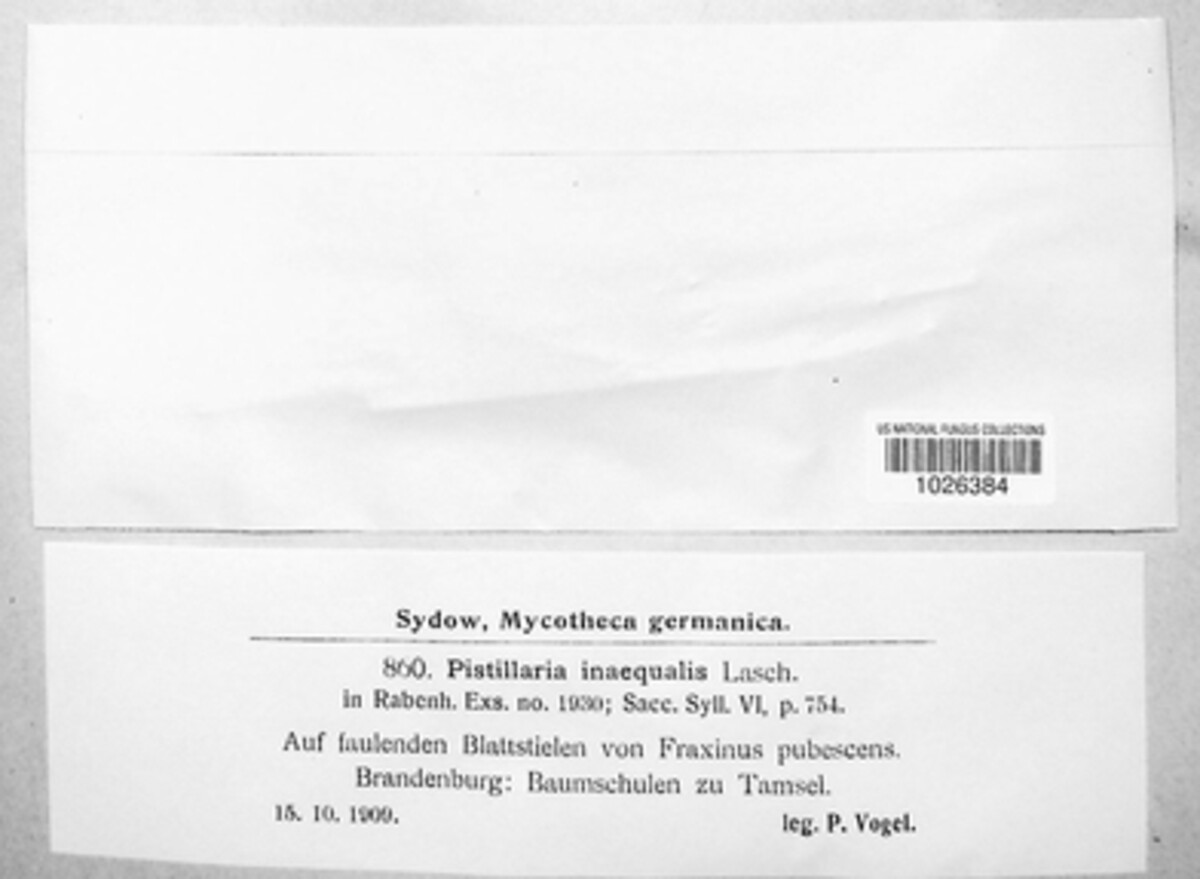 US NATIONAL FUNGUS COLLECTIONS
1026384
Sydow, Mycotheca germanica.
860. Pistillaria inaequalis Lasch.
in Rabenh. Exs. no. 1930; Sacc. Syll. VI, p. 754.
Auf faulenden Blattstielen von Fraxinus pubescens.
Brandenburg: Baumschulen zu Tamsel.
15. 10. 1909. leg. P. Vogel.